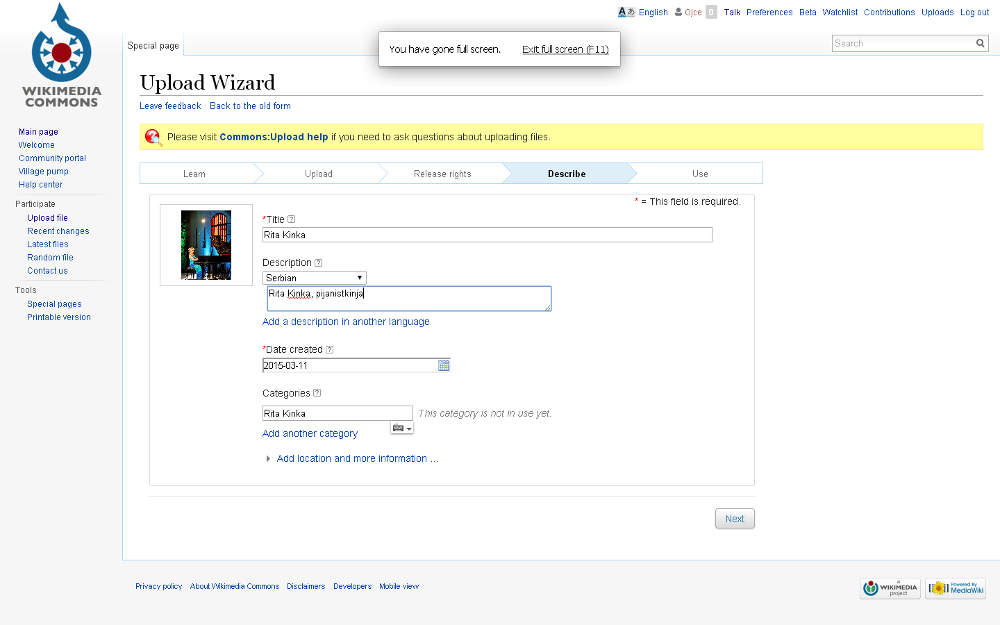 A あ English Ojce 0 Talk Preferences Beta Watchlist Contributions Uploads Log out
Special page
Search
You have gone full screen. Exit full screen (F11)
WIKIMEDIA
COMMONS
Main page
Welcome
Community portal
Village pump
Help center
Participate
Upload file
Recent changes
Latest files
Random file
Contact us
Tools
Special pages
Printable version
Upload Wizard
Leave feedback · Back to the old form
Please visit Commons:Upload help if you need to ask questions about uploading files.
Learn Upload Release rights Describe Use
* = This field is required.
*Title ?
Rita Kinka
Description ?
Serbian
Rita Kinka, pijanistkinja
Add a description in another language
*Date created ?
2015-03-11
Categories ?
Rita Kinka This category is not in use yet.
Add another category
Add location and more information ...
Next
Privacy policy About Wikimedia Commons Disclaimers Developers Mobile view
a
WIKIMEDIA
project
Powered By
MediaWiki